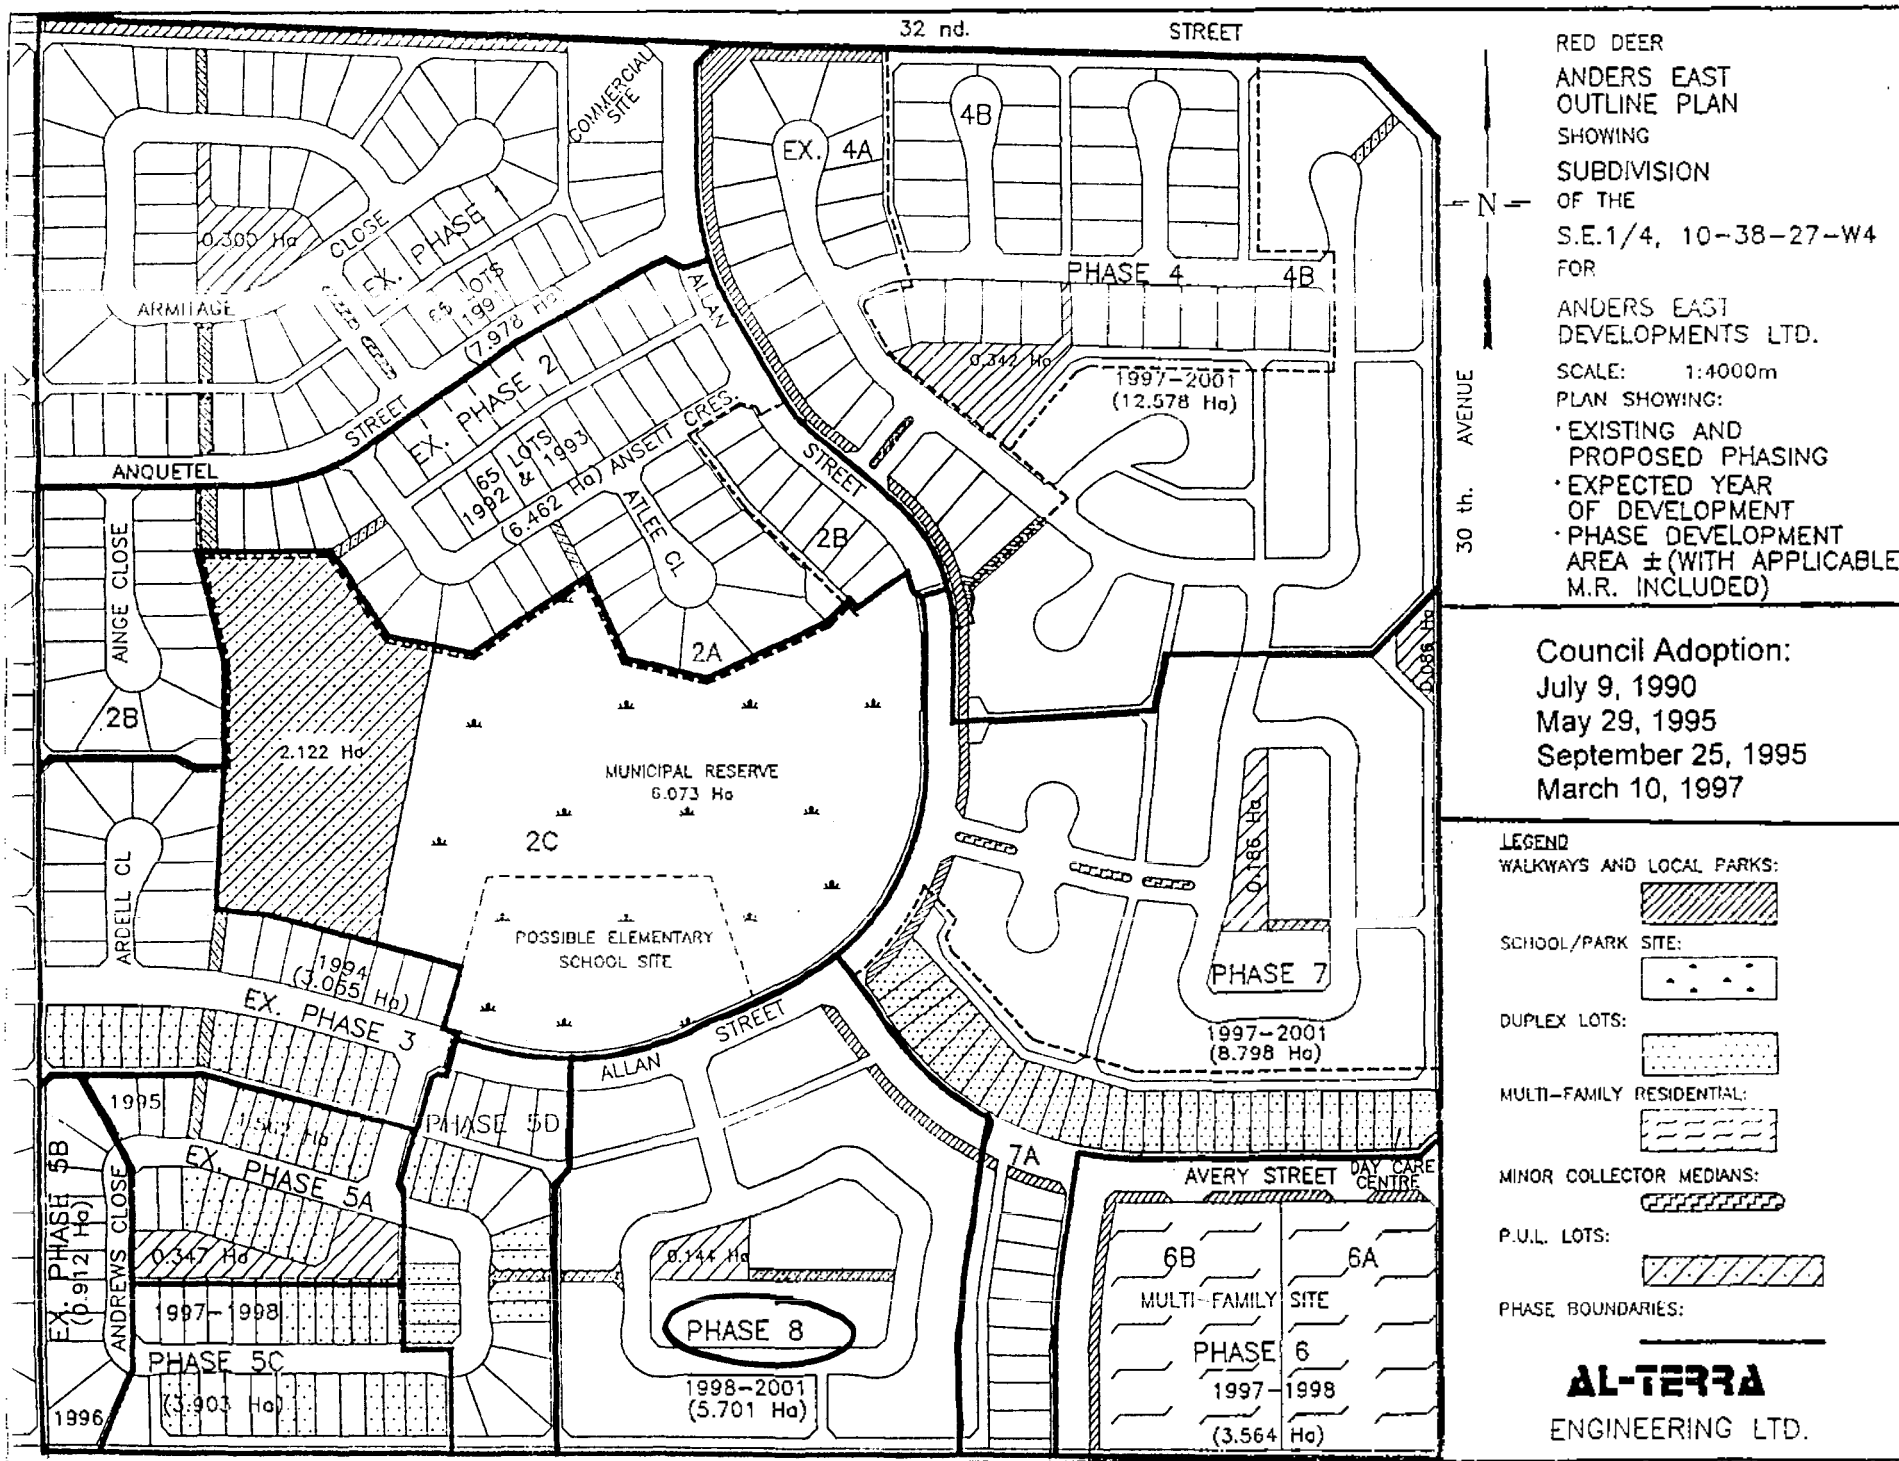 32 nd. STREET
COMMERCIAL
SITE
EX. 4A
4B
0.300 Ha
CLOSE
EX. PHASE
LOTS
(7.978 Ha)
ARMITAGE
ALLAN
PHASE 4
4B
0.342 Ha
1997-2001
(12.578 Ha)
STREET
EX. PHASE 2
65 LOTS
1992 & 1993
(6.462 Ha)
ANSETT CRES.
ANQUETEL
ATLEE CL
STREET
2B
AINGE CLOSE
2A
2B
2.122 Ha
MUNICIPAL RESERVE
6.073 Ha
2C
POSSIBLE ELEMENTARY
SCHOOL SITE
ARDELL CL
1994
(3.065 Ha)
EX. PHASE 3
ALLAN STREET
0.086 Ha
0.186 Ha
PHASE 7
1997-2001
(8.798 Ha)
1995
EX. PHASE 5B
(0.912 Ha)
ANDREWS CLOSE
EX. PHASE 5A
0.347 Ha
PHASE 5D
1997-1998
PHASE 5C
(3.903 Ha)
1996
0.144 Ha
PHASE 8
1998-2001
(5.701 Ha)
7A
AVERY STREET
DAY CARE
CENTRE
6B
6A
MULTI-FAMILY SITE
PHASE 6
1997-1998
(3.564 Ha)
30 th. AVENUE
N
RED DEER
ANDERS EAST
OUTLINE PLAN
SHOWING
SUBDIVISION
OF THE
S.E.1/4, 10-38-27-W4
FOR
ANDERS EAST
DEVELOPMENTS LTD.
SCALE: 1:4000m
PLAN SHOWING:
· EXISTING AND
PROPOSED PHASING
· EXPECTED YEAR
OF DEVELOPMENT
· PHASE DEVELOPMENT
AREA ± (WITH APPLICABLE
M.R. INCLUDED)
Council Adoption:
July 9, 1990
May 29, 1995
September 25, 1995
March 10, 1997
LEGEND
WALKWAYS AND LOCAL PARKS:
SCHOOL/PARK SITE:
DUPLEX LOTS:
MULTI-FAMILY RESIDENTIAL:
MINOR COLLECTOR MEDIANS:
P.U.L. LOTS:
PHASE BOUNDARIES:
AL-TERRA
ENGINEERING LTD.